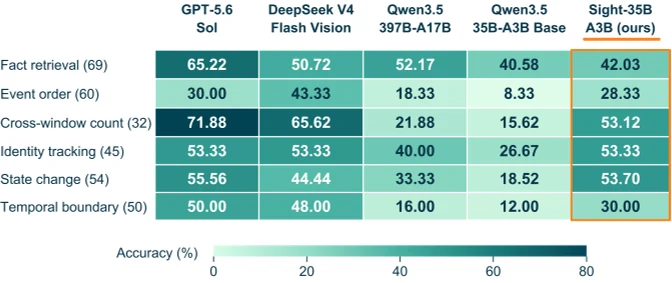 GPT-5.6 DeepSeek V4 Qwen3.5 Qwen3.5 Sight-35B
Sol Flash Vision 397B-A17B 35B-A3B Base A3B (ours)
Fact retrieval (69) 65.22 50.72 52.17 40.58 42.03
Event order (60) 30.00 43.33 18.33 8.33 28.33
Cross-window count (32) 71.88 65.62 21.88 15.62 53.12
Identity tracking (45) 53.33 53.33 40.00 26.67 53.33
State change (54) 55.56 44.44 33.33 18.52 53.70
Temporal boundary (50) 50.00 48.00 16.00 12.00 30.00
Accuracy (%)
0 20 40 60 80